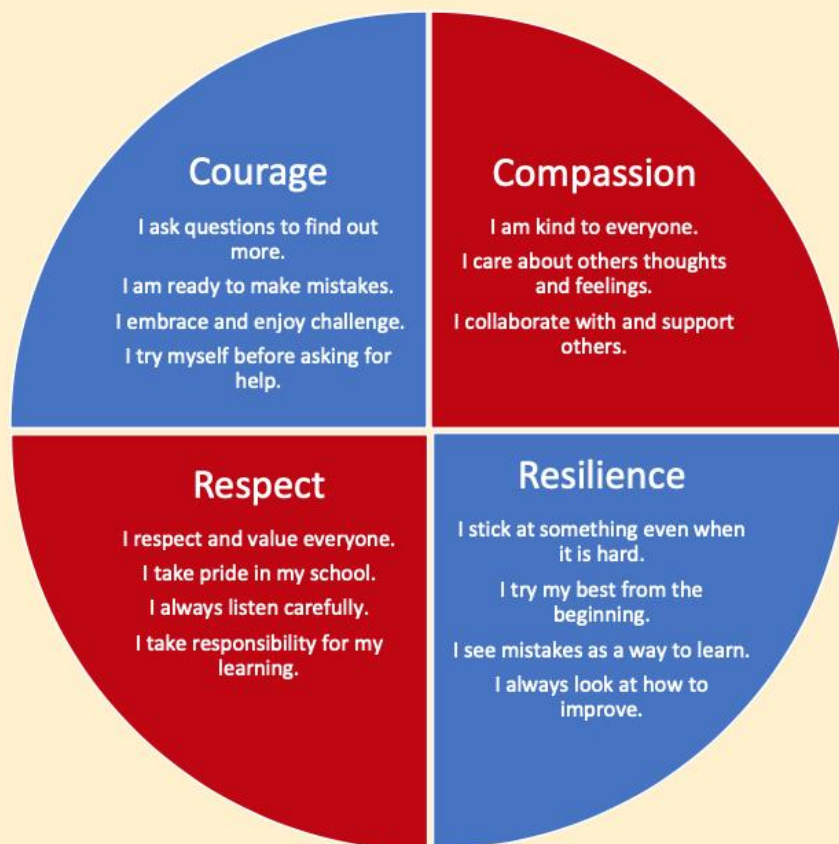 Courage
I ask questions to find out
more.
I am ready to make mistakes.
I embrace and enjoy challenge.
I try myself before asking for
help.
Compassion
I am kind to everyone.
I care about others thoughts
and feelings.
I collaborate with and support
others.
Respect
I respect and value everyone.
I take pride in my school.
I always listen carefully.
I take responsibility for my
learning.
Resilience
I stick at something even when
it is hard.
I try my best from the
beginning.
I see mistakes as a way to learn.
I always look at how to
improve.